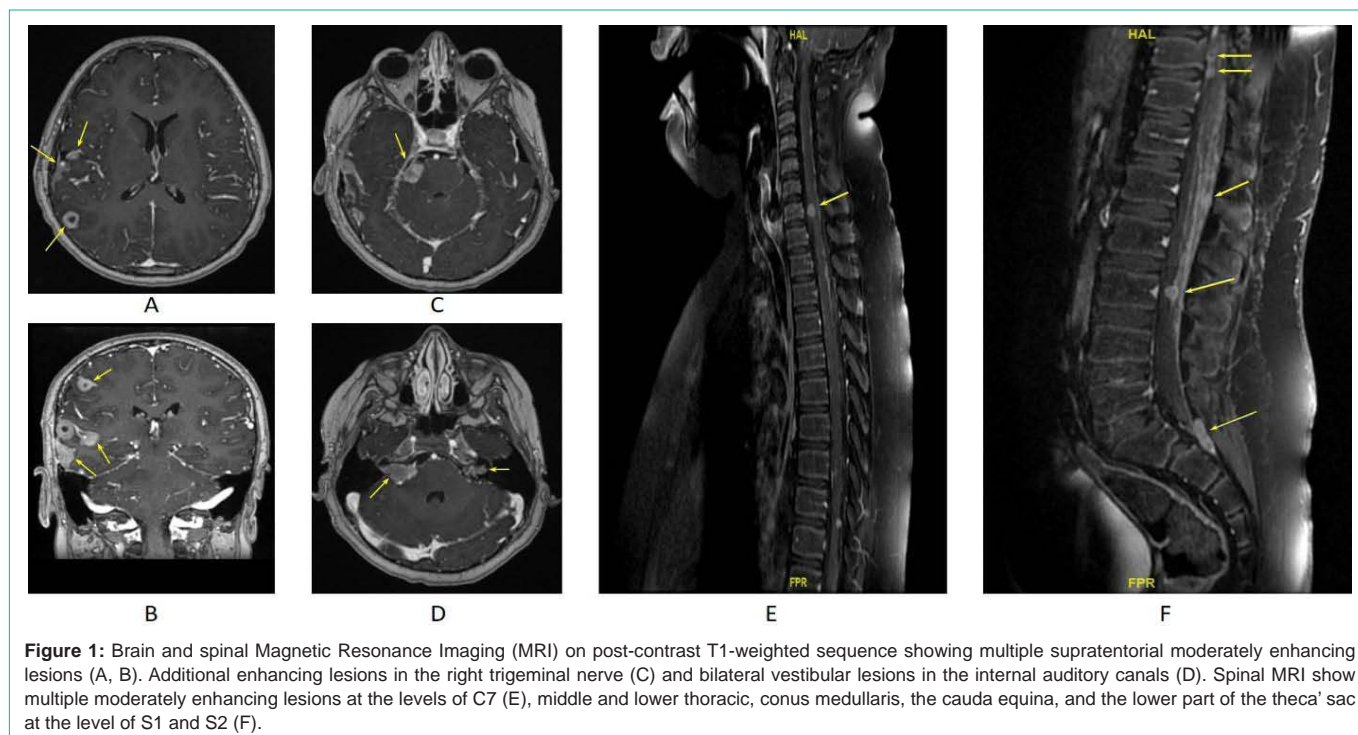 HAL
HAL
A
C
B
D
FPR
FPR
E
F
Figure 1: Brain and spinal Magnetic Resonance Imaging (MRI) on post-contrast T1-weighted sequence showing multiple supratentorial moderately enhancing
lesions (A, B). Additional enhancing lesions in the right trigeminal nerve (C) and bilateral vestibular lesions in the internal auditory canals (D). Spinal MRI show
multiple moderately enhancing lesions at the levels of C7 (E), middle and lower thoracic, conus medullaris, the cauda equina, and the lower part of the theca' sac
at the level of S1 and S2 (F).